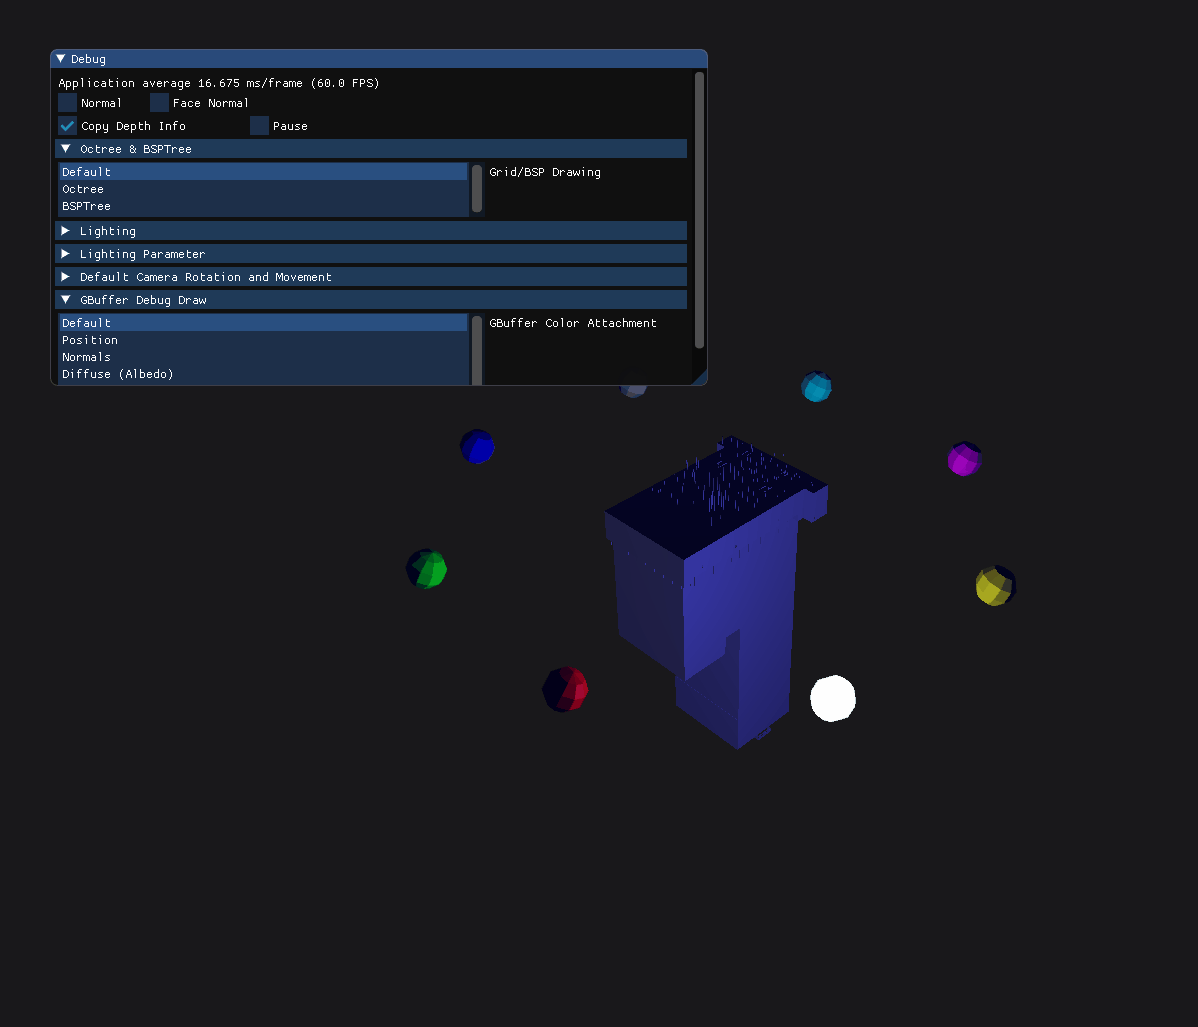 Debug
Application average 16.675 ms/frame (60.0 FPS)
Normal Face Normal
Copy Depth Info Pause
Octree & BSPTree
Default Grid/BSP Drawing
Octree
BSPTree
Lighting
Lighting Parameter
Default Camera Rotation and Movement
GBuffer Debug Draw
Default GBuffer Color Attachment
Position
Normals
Diffuse (Albedo)